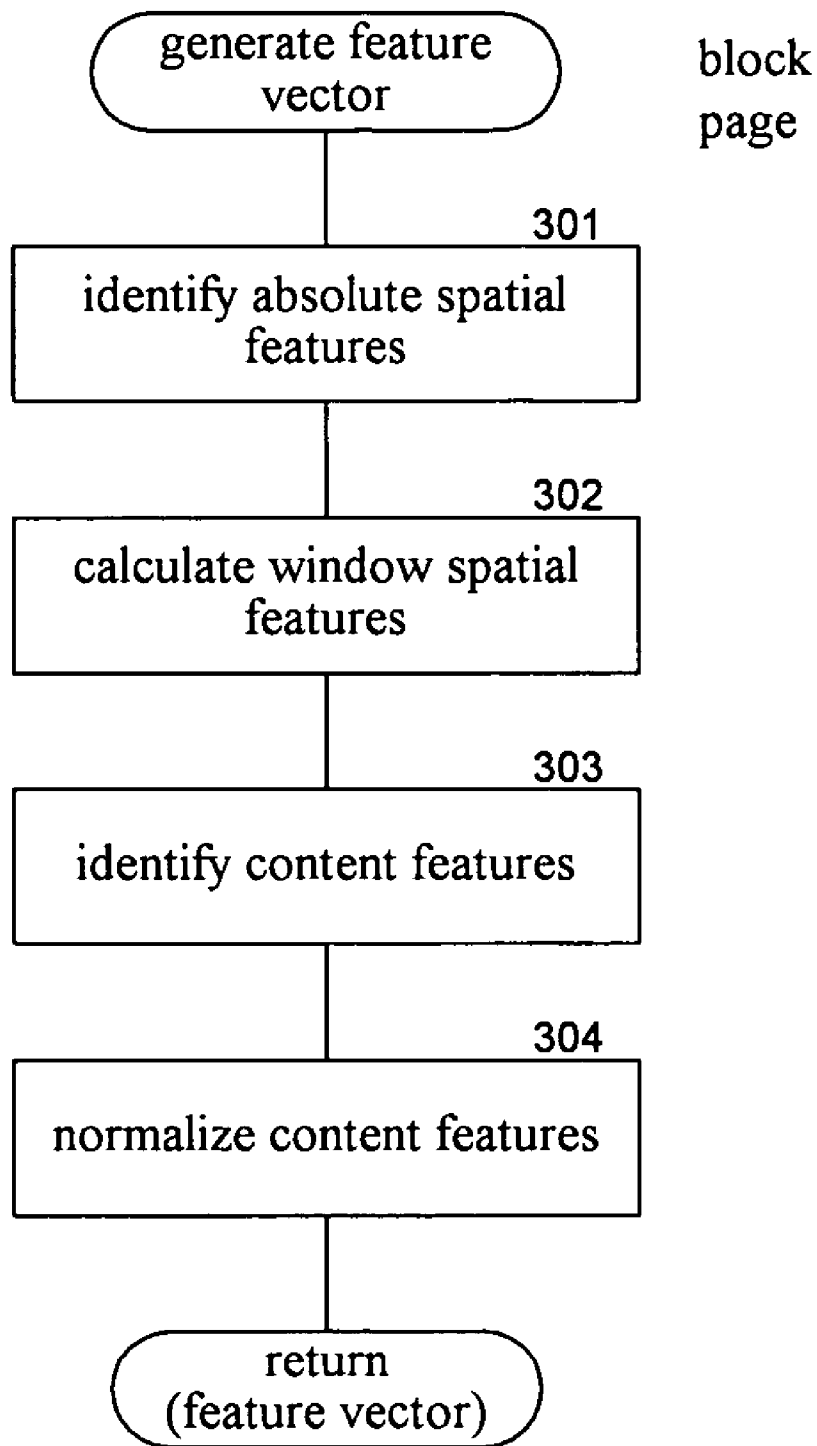 generate feature
vector
block
page
301
identify absolute spatial
features
302
calculate window spatial
features
303
identify content features
304
normalize content features
return
(feature vector)